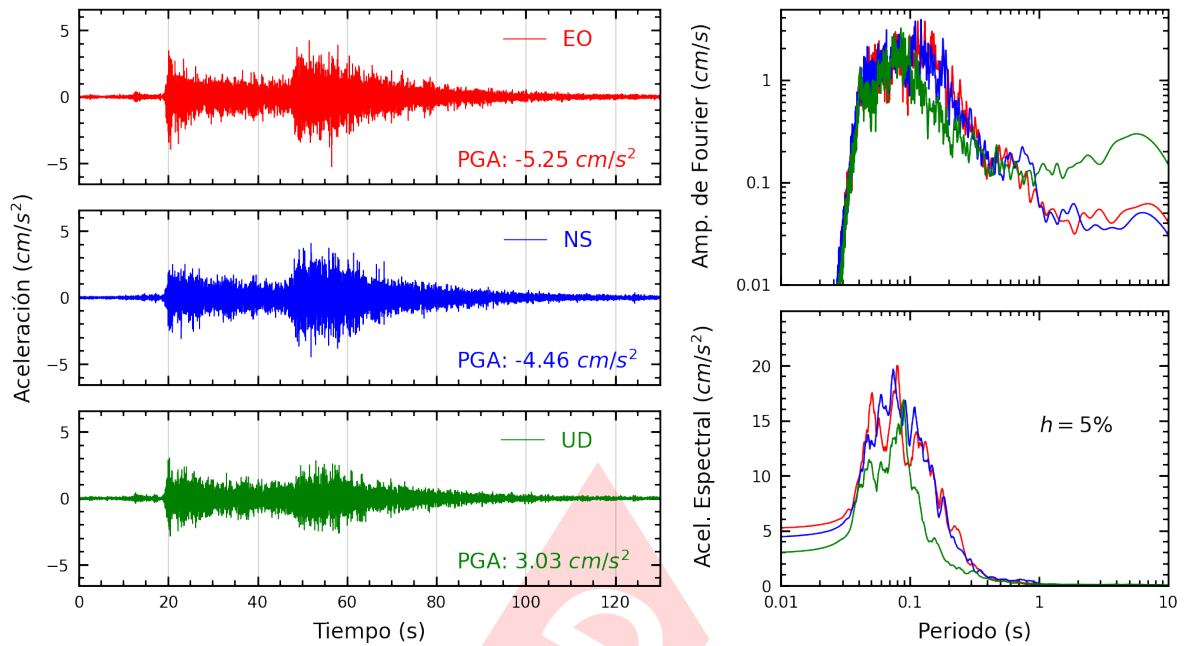 Aceleración (cm/s²)
5
0
−5
EO
PGA: -5.25 cm/s²
5
0
−5
NS
PGA: -4.46 cm/s²
5
0
−5
UD
PGA: 3.03 cm/s²
0 20 40 60 80 100 120
Tiempo (s)
Amp. de Fourier (cm/s)
1
0.1
0.01
Acel. Espectral (cm/s²)
20
15
10
5
0
h = 5%
0.01 0.1 1 10
Periodo (s)